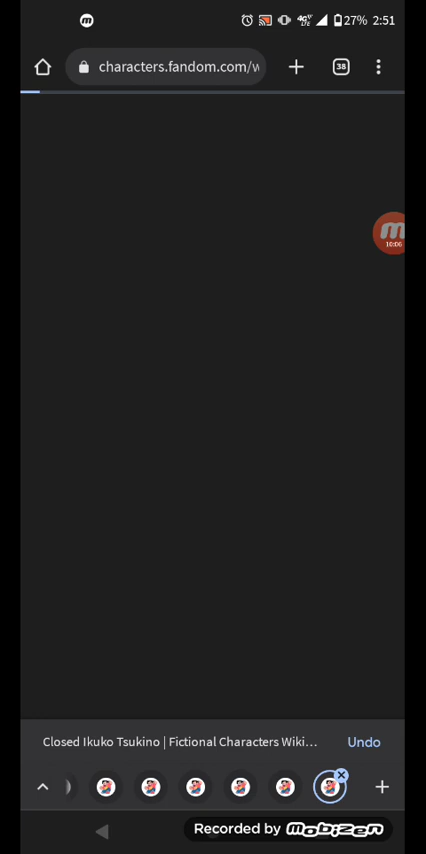 27% 2:51
characters.fandom.com/w
38
10:06
Closed Ikuko Tsukino | Fictional Characters Wiki… Undo
Recorded by mobizen